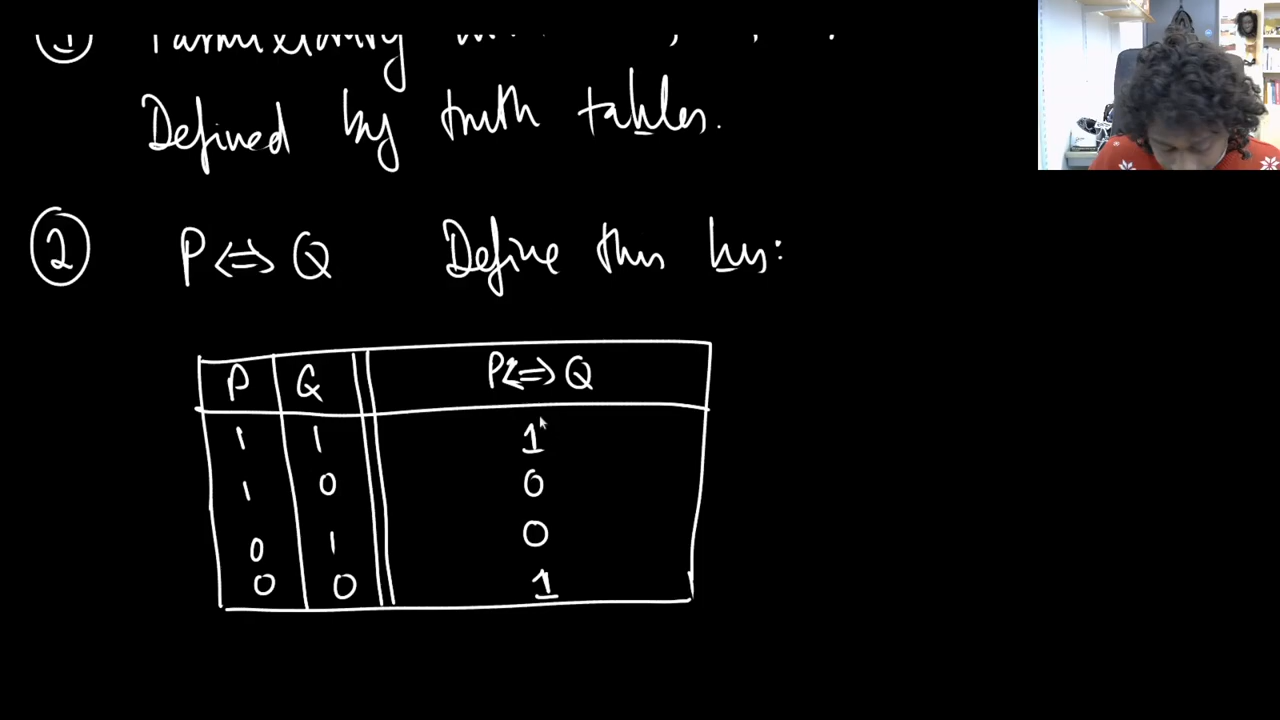 ①
Defined by truth tables.
② P⇔Q Define this by:
P Q P⇔Q
1 1 1
1 0 0
0 1 0
0 0 1